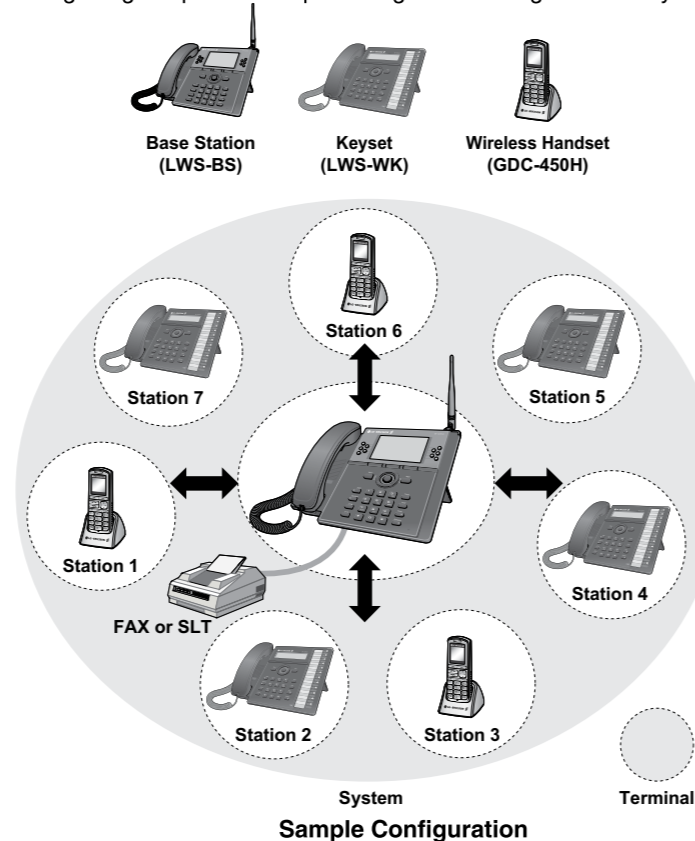 Base Station
(LWS-BS)
Keyset
(LWS-WK)
Wireless Handset
(GDC-450H)
Station 6
Station 7
Station 5
Station 1
Station 4
FAX or SLT
Station 2
Station 3
System
Terminal
Sample Configuration